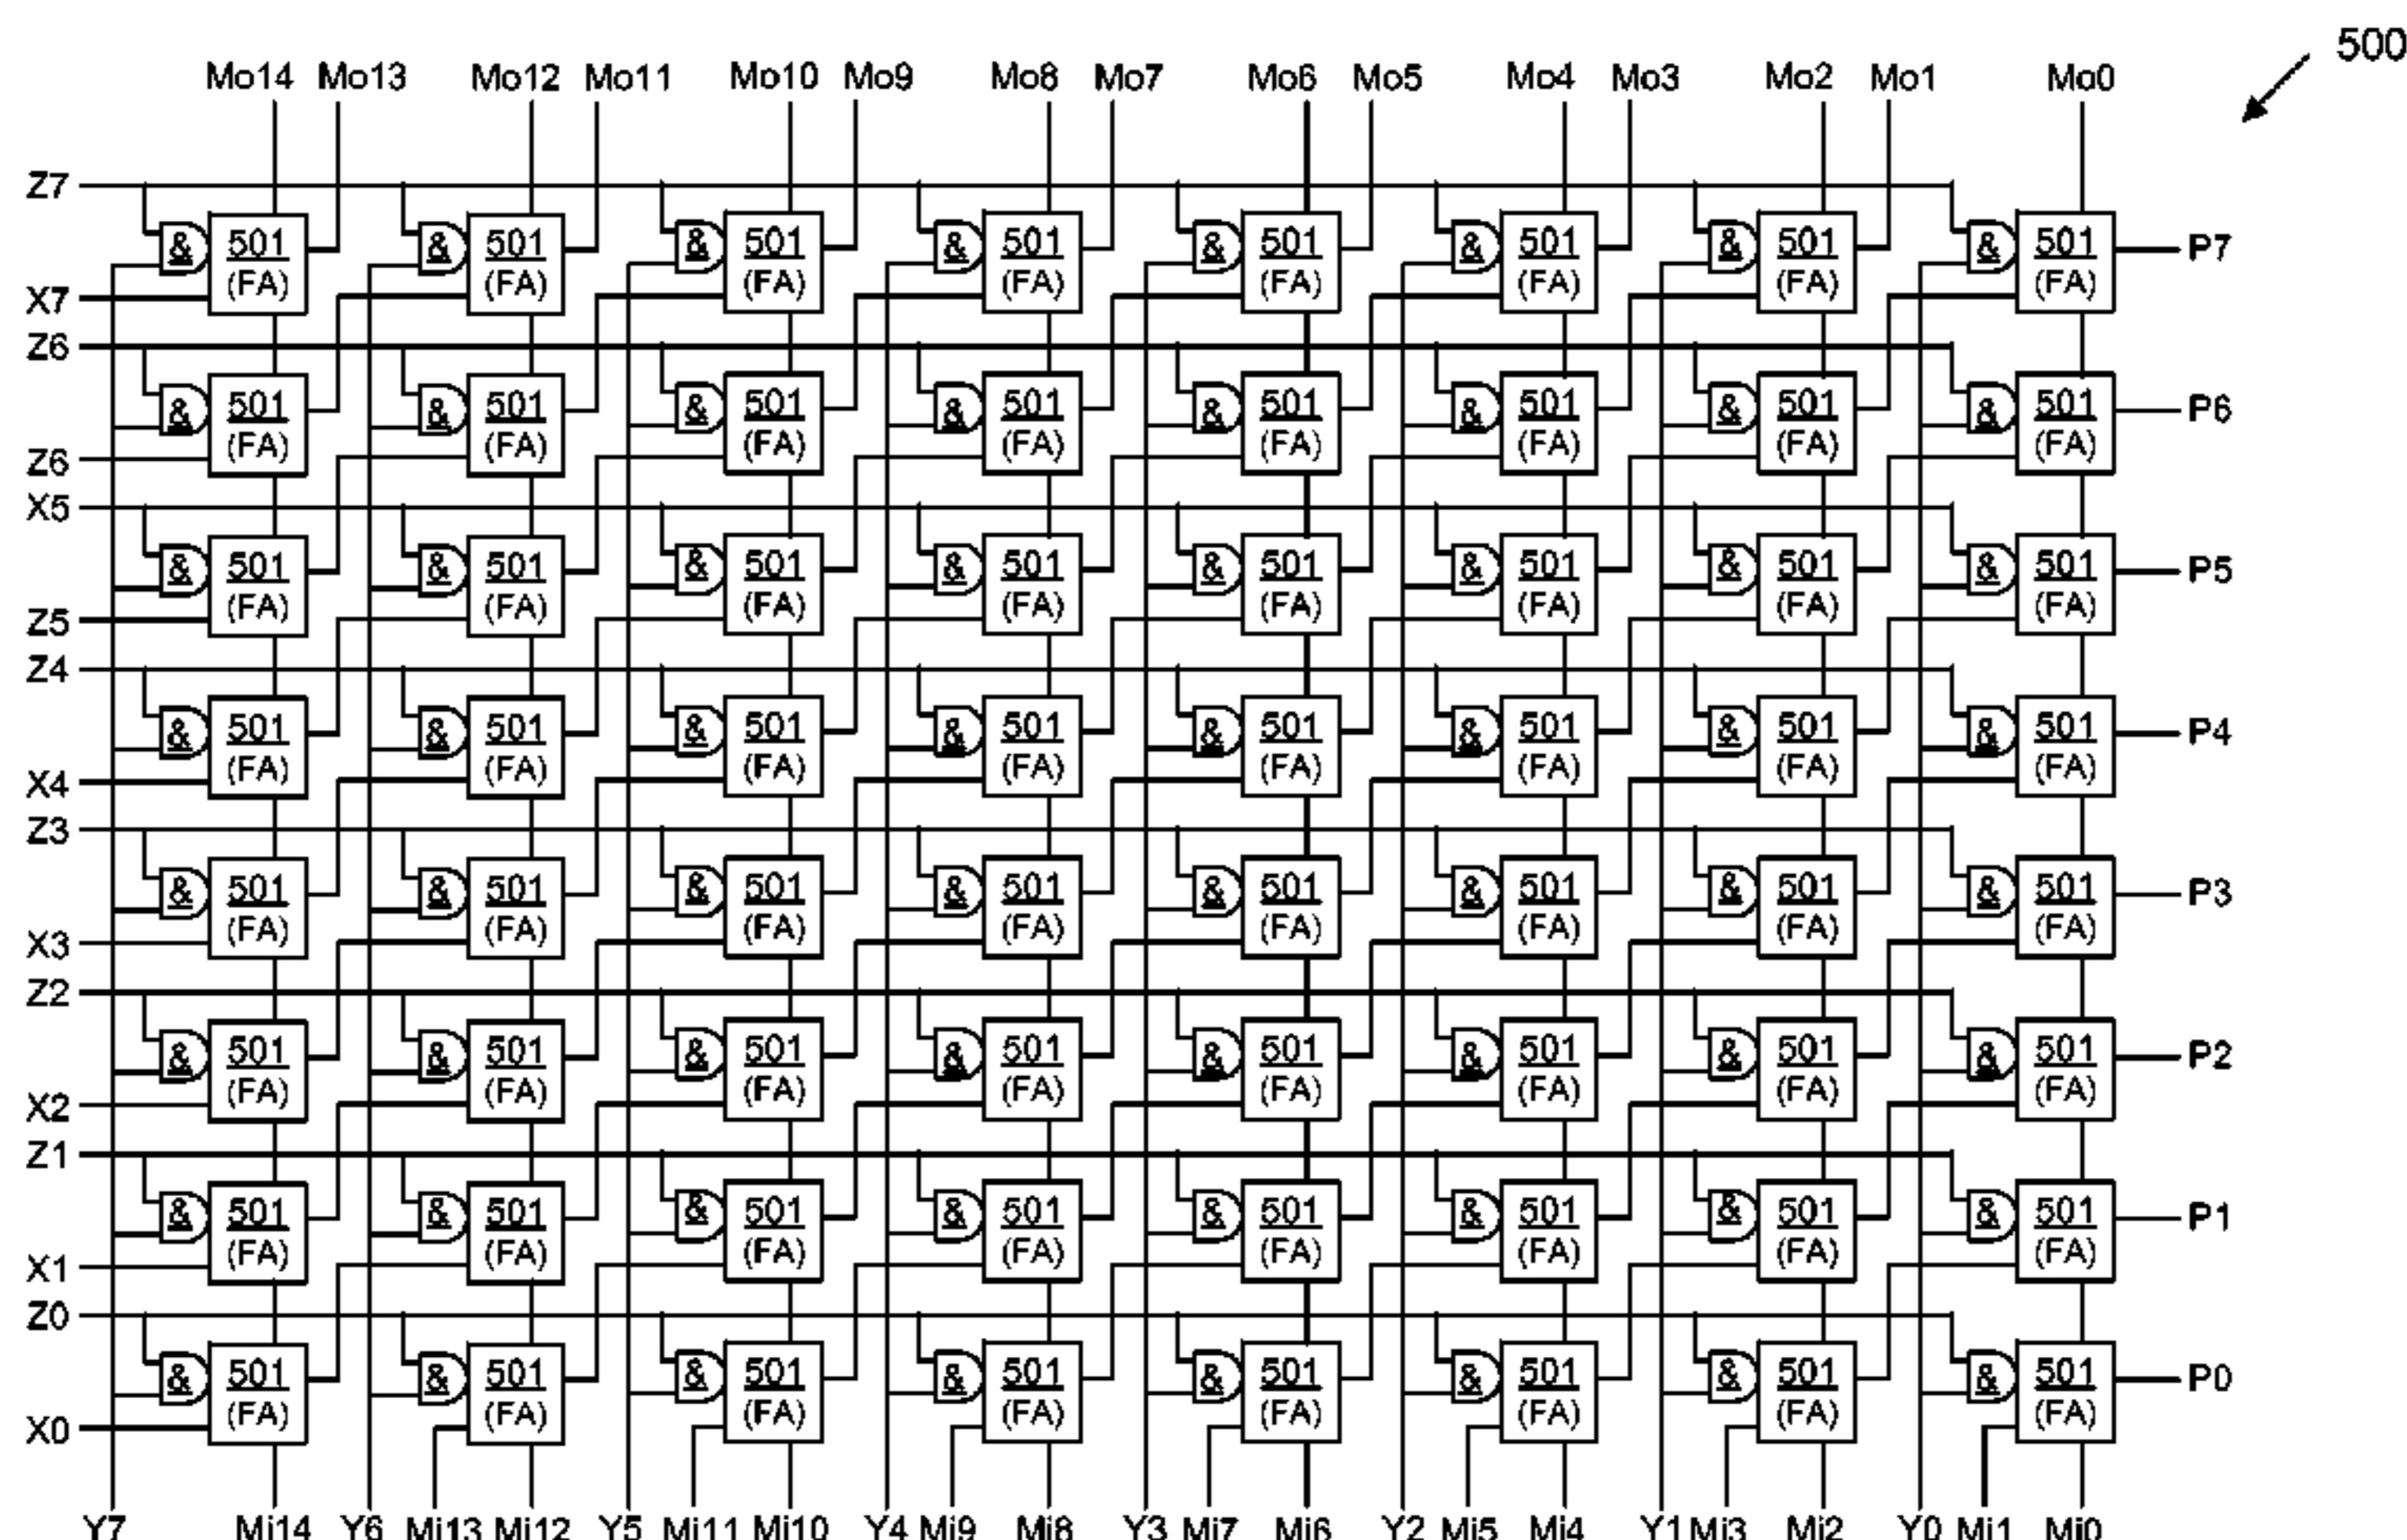 500
Mo14 Mo13 Mo12 Mo11 Mo10 Mo9 Mo8 Mo7 Mo6 Mo5 Mo4 Mo3 Mo2 Mo1 Mo0
Z7
& 501 & 501 & 501 & 501 & 501 & 501 & 501 & 501 P7
(FA) (FA) (FA) (FA) (FA) (FA) (FA) (FA)
X7
Z6
& 501 & 501 & 501 & 501 & 501 & 501 & 501 & 501 P6
(FA) (FA) (FA) (FA) (FA) (FA) (FA) (FA)
Z6
X5
& 501 & 501 & 501 & 501 & 501 & 501 & 501 & 501 P5
(FA) (FA) (FA) (FA) (FA) (FA) (FA) (FA)
Z5
Z4
& 501 & 501 & 501 & 501 & 501 & 501 & 501 & 501 P4
(FA) (FA) (FA) (FA) (FA) (FA) (FA) (FA)
X4
Z3
& 501 & 501 & 501 & 501 & 501 & 501 & 501 & 501 P3
(FA) (FA) (FA) (FA) (FA) (FA) (FA) (FA)
X3
Z2
& 501 & 501 & 501 & 501 & 501 & 501 & 501 & 501 P2
(FA) (FA) (FA) (FA) (FA) (FA) (FA) (FA)
X2
Z1
& 501 & 501 & 501 & 501 & 501 & 501 & 501 & 501 P1
(FA) (FA) (FA) (FA) (FA) (FA) (FA) (FA)
X1
Z0
& 501 & 501 & 501 & 501 & 501 & 501 & 501 & 501 P0
(FA) (FA) (FA) (FA) (FA) (FA) (FA) (FA)
X0
Y7 Mi14 Y6 Mi13 Mi12 Y5 Mi11 Mi10 Y4 Mi9 Mi8 Y3 Mi7 Mi6 Y2 Mi5 Mi4 Y1 Mi3 Mi2 Y0 Mi1 Mi0